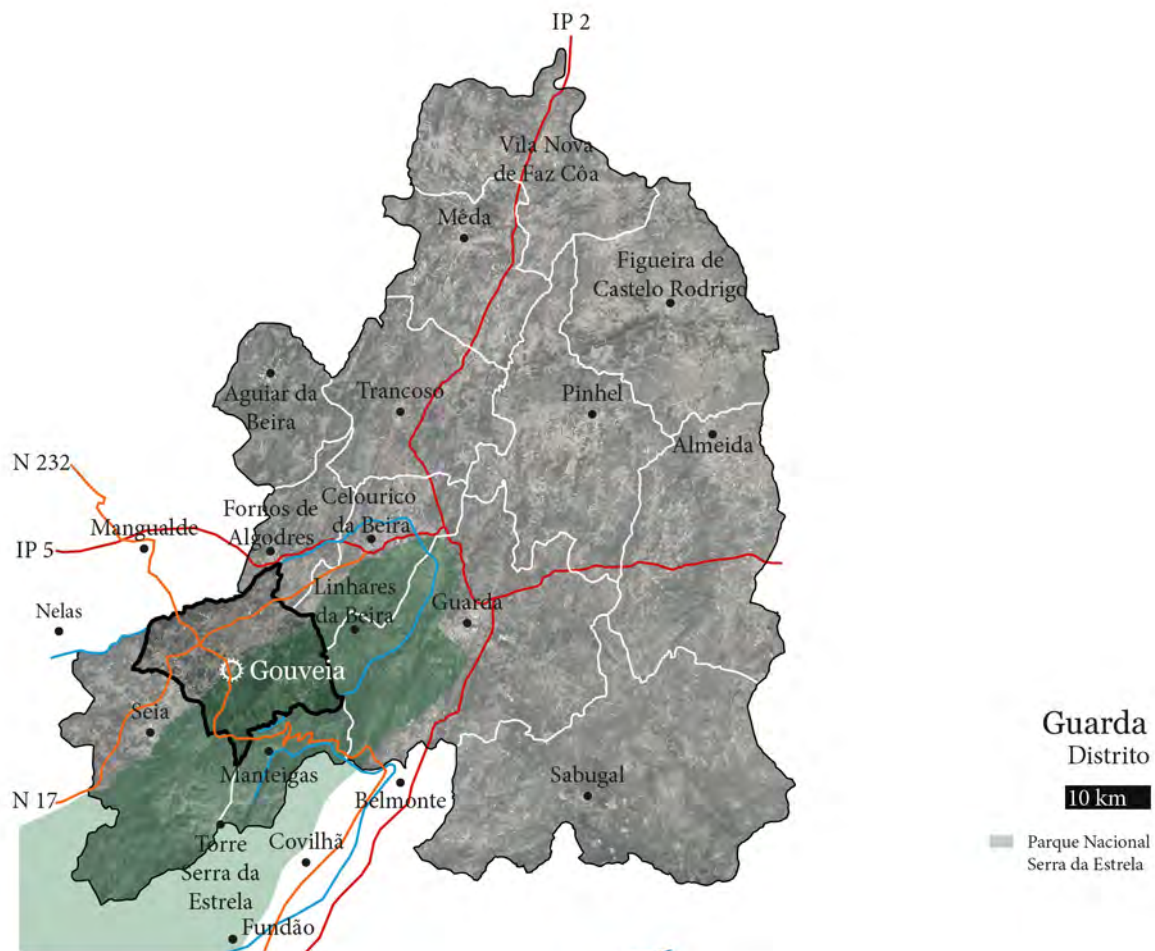 IP 2
Vila Nova
de Faz Côa
Mêda
Figueira de
Castelo Rodrigo
Aguiar da
Beira
Trancoso
Pinhel
Almeida
N 232
Mangualde
Fornos de
Algodres
Celourico
da Beira
IP 5
Nelas
Linhares
da Beira
Guarda
Gouveia
Seia
Manteigas
N 17
Belmonte
Sabugal
Torre
Serra da
Estrela
Covilhã
Fundão
Guarda
Distrito
10 km
Parque Nacional
Serra da Estrela